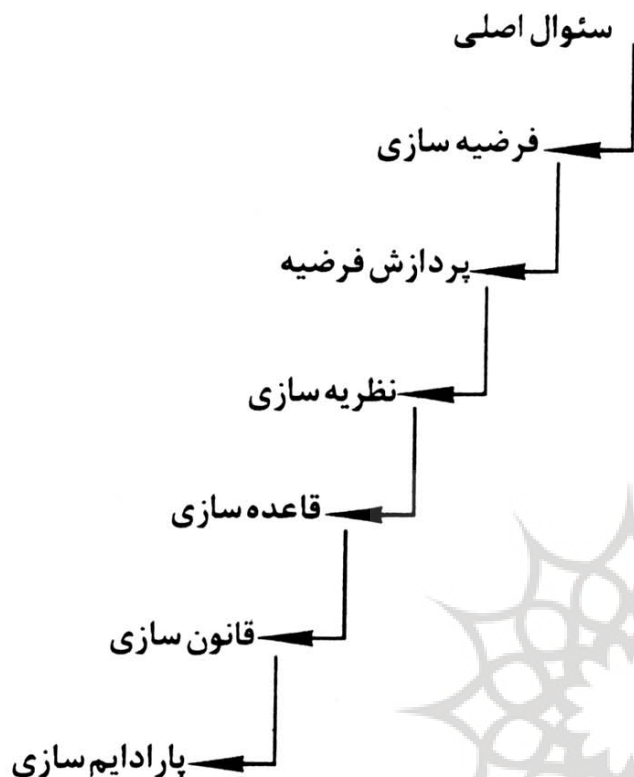 سئوال اصلی
فرضیه سازی
پردازش فرضیه
نظریه سازی
قاعده سازی
قانون سازی
پارادایم سازی